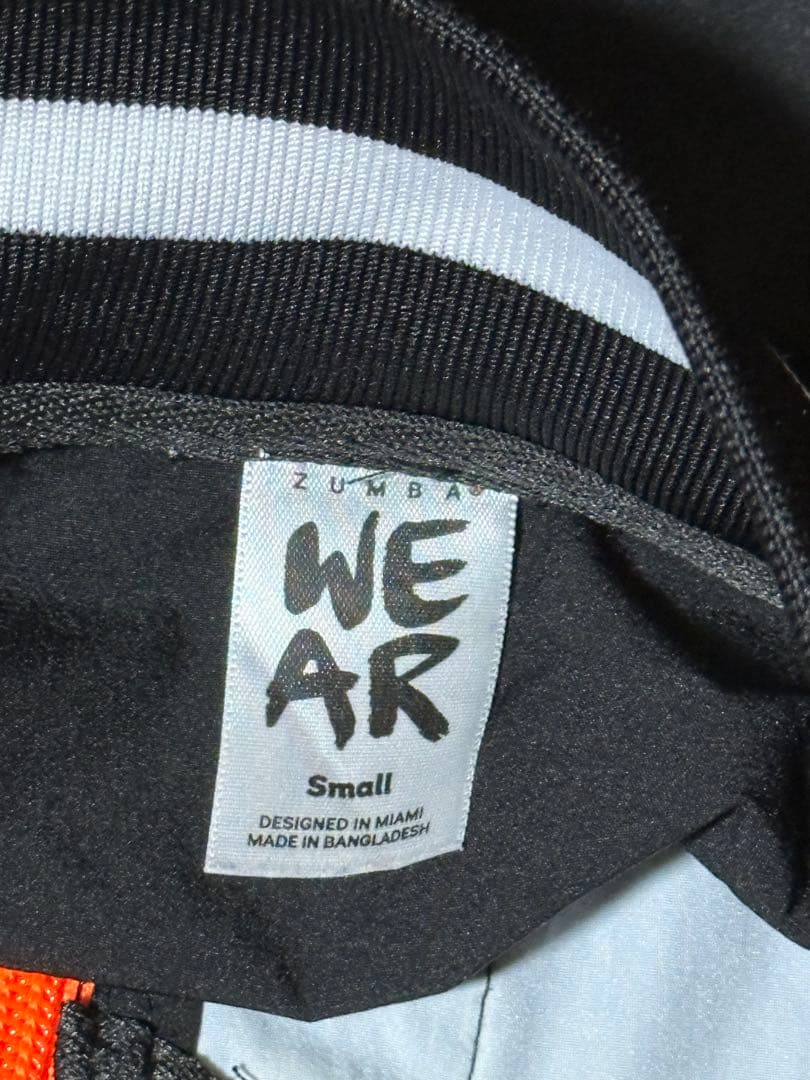 ZUMBA®
WE
AR
Small
DESIGNED IN MIAMI
MADE IN BANGLADESH